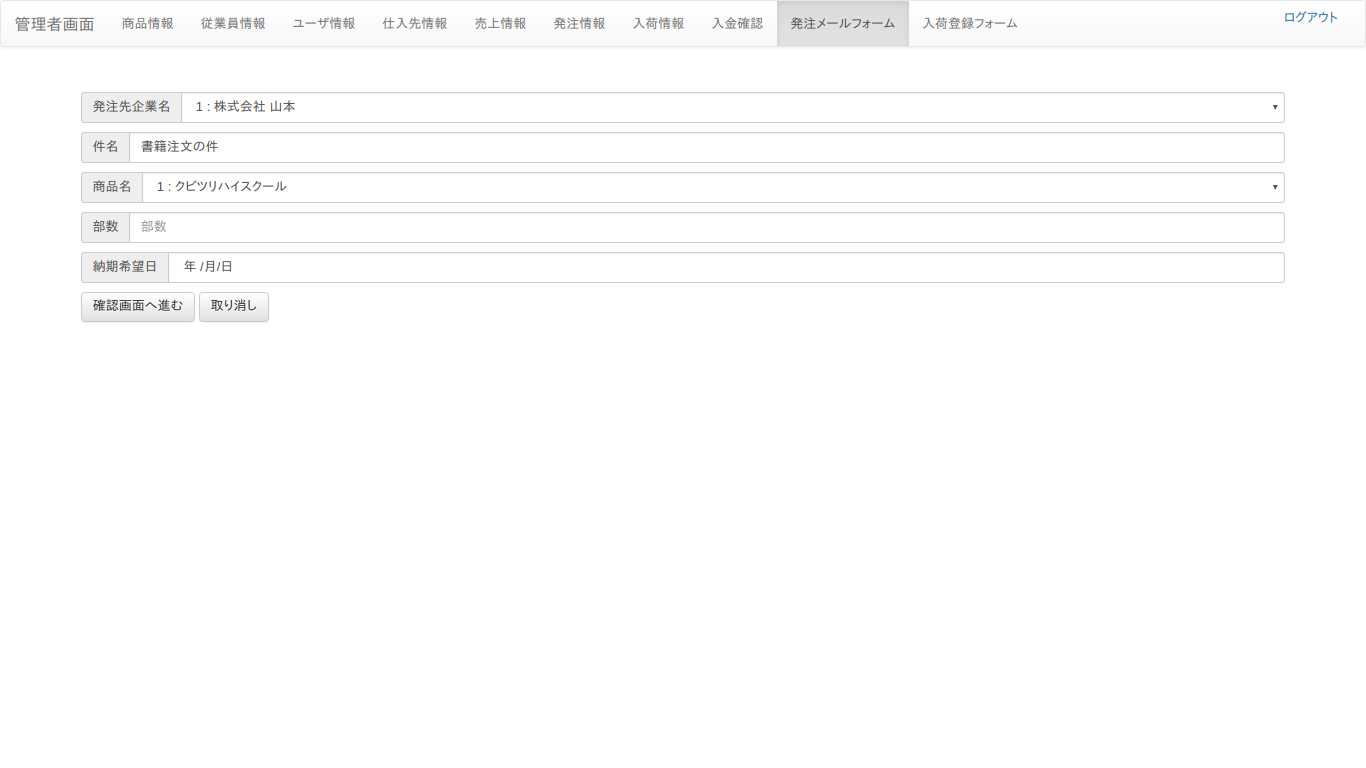 管理者画面 商品情報 従業員情報 ユーザ情報 仕入先情報 売上情報 発注情報 入荷情報 入金確認 発注メールフォーム 入荷登録フォーム ログアウト
発注先企業名 1 : 株式会社 山本
件名 書籍注文の件
商品名 1 : クビツリハイスクール
部数 部数
納期希望日 年 /月/日
確認画面へ進む 取り消し